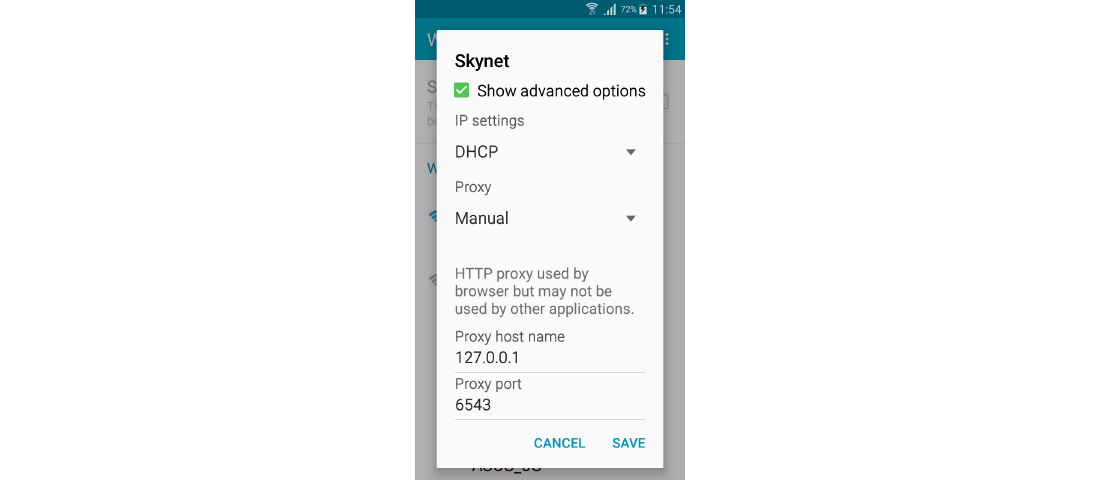 72% 11:54
W
Skynet
Show advanced options
IP settings
DHCP
Proxy
Manual
HTTP proxy used by
browser but may not be
used by other applications.
Proxy host name
127.0.0.1
Proxy port
6543
CANCEL SAVE